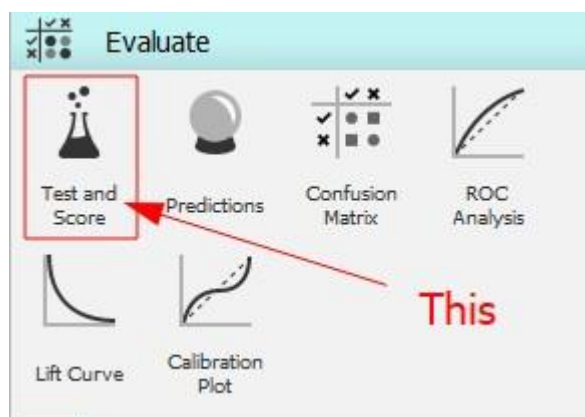 Evaluate
Test and
Score
Predictions
Confusion
Matrix
ROC
Analysis
This
Lift Curve
Calibration
Plot